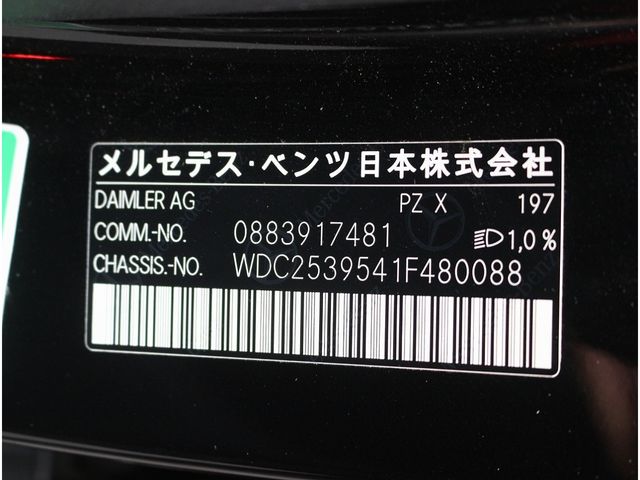 メルセデス・ベンツ日本株式会社
DAIMLER AG PZ X 197
COMM.-NO. 0883917481 1,0%
CHASSIS.-NO. WDC2539541F480088